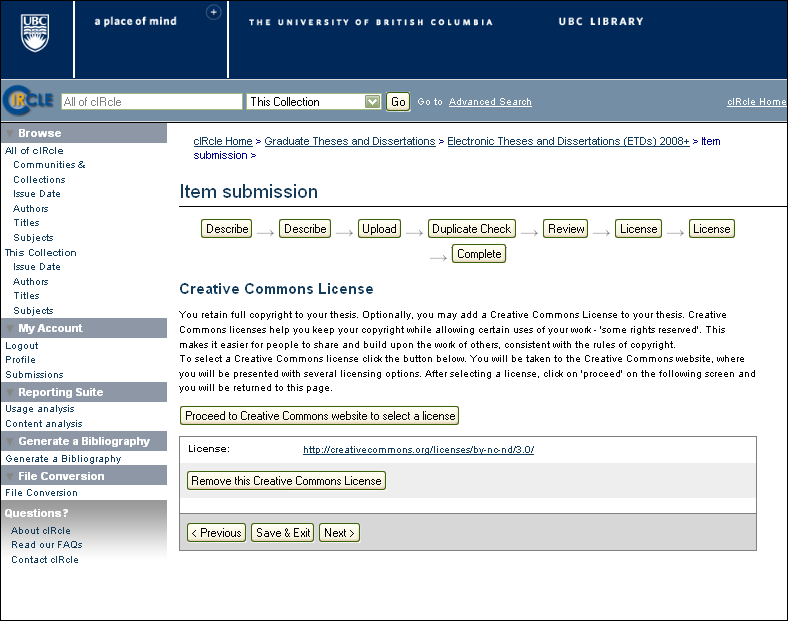 UBC
a place of mind
THE UNIVERSITY OF BRITISH COLUMBIA
UBC LIBRARY
cIRcLE
All of cIRcle
This Collection
Go
Go to Advanced Search
cIRcle Home
Browse
All of cIRcle
Communities &
Collections
Issue Date
Authors
Titles
Subjects
This Collection
Issue Date
Authors
Titles
Subjects
My Account
Logout
Profile
Submissions
Reporting Suite
Usage analysis
Content analysis
Generate a Bibliography
Generate a Bibliography
File Conversion
File Conversion
Questions?
About cIRcle
Read our FAQs
Contact cIRcle
cIRcle Home > Graduate Theses and Dissertations > Electronic Theses and Dissertations (ETDs) 2008+ > Item
submission >
Item submission
Describe → Describe → Upload → Duplicate Check → Review → License → License
→ Complete
Creative Commons License
You retain full copyright to your thesis. Optionally, you may add a Creative Commons License to your thesis. Creative
Commons licenses help you keep your copyright while allowing certain uses of your work - 'some rights reserved'. This
makes it easier for people to share and build upon the work of others, consistent with the rules of copyright.
To select a Creative Commons license click the button below. You will be taken to the Creative Commons website, where
you will be presented with several licensing options. After selecting a license, click on 'proceed' on the following screen and
you will be returned to this page.
Proceed to Creative Commons website to select a license
License: http://creativecommons.org/licenses/by-nc-nd/3.0/
Remove this Creative Commons License
< Previous Save & Exit Next >